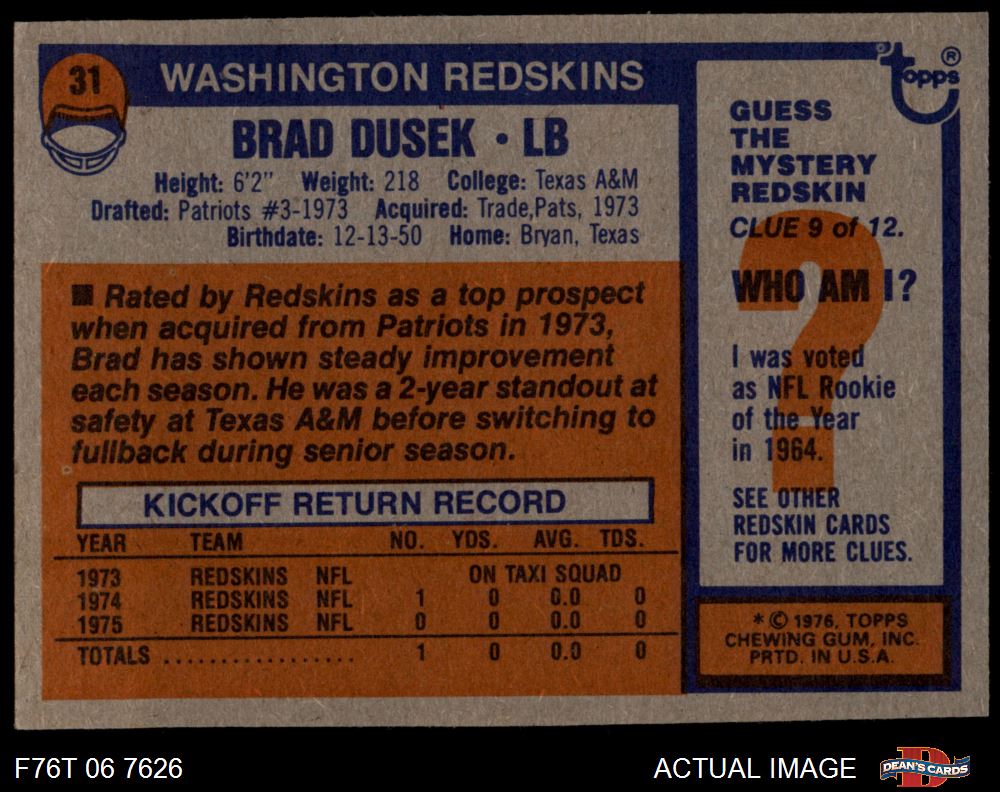 31
WASHINGTON REDSKINS
BRAD DUSEK • LB
Height: 6'2" Weight: 218 College: Texas A&M
Drafted: Patriots #3-1973 Acquired: Trade,Pats, 1973
Birthdate: 12-13-50 Home: Bryan, Texas
■ Rated by Redskins as a top prospect
when acquired from Patriots in 1973,
Brad has shown steady improvement
each season. He was a 2-year standout at
safety at Texas A&M before switching to
fullback during senior season.
KICKOFF RETURN RECORD
YEAR TEAM NO. YDS. AVG. TDS.
1973 REDSKINS NFL ON TAXI SQUAD
1974 REDSKINS NFL 1 0 0.0 0
1975 REDSKINS NFL 0 0 0.0 0
TOTALS .................. 1 0 0.0 0
topps®
GUESS
THE
MYSTERY
REDSKIN
CLUE 9 of 12.
WHO AM I?
?
I was voted
as NFL Rookie
of the Year
in 1964.
SEE OTHER
REDSKIN CARDS
FOR MORE CLUES.
* © 1976, TOPPS
CHEWING GUM, INC.
PRTD. IN U.S.A.
F76T 06 7626
ACTUAL IMAGE
D
DEAN'S CARDS